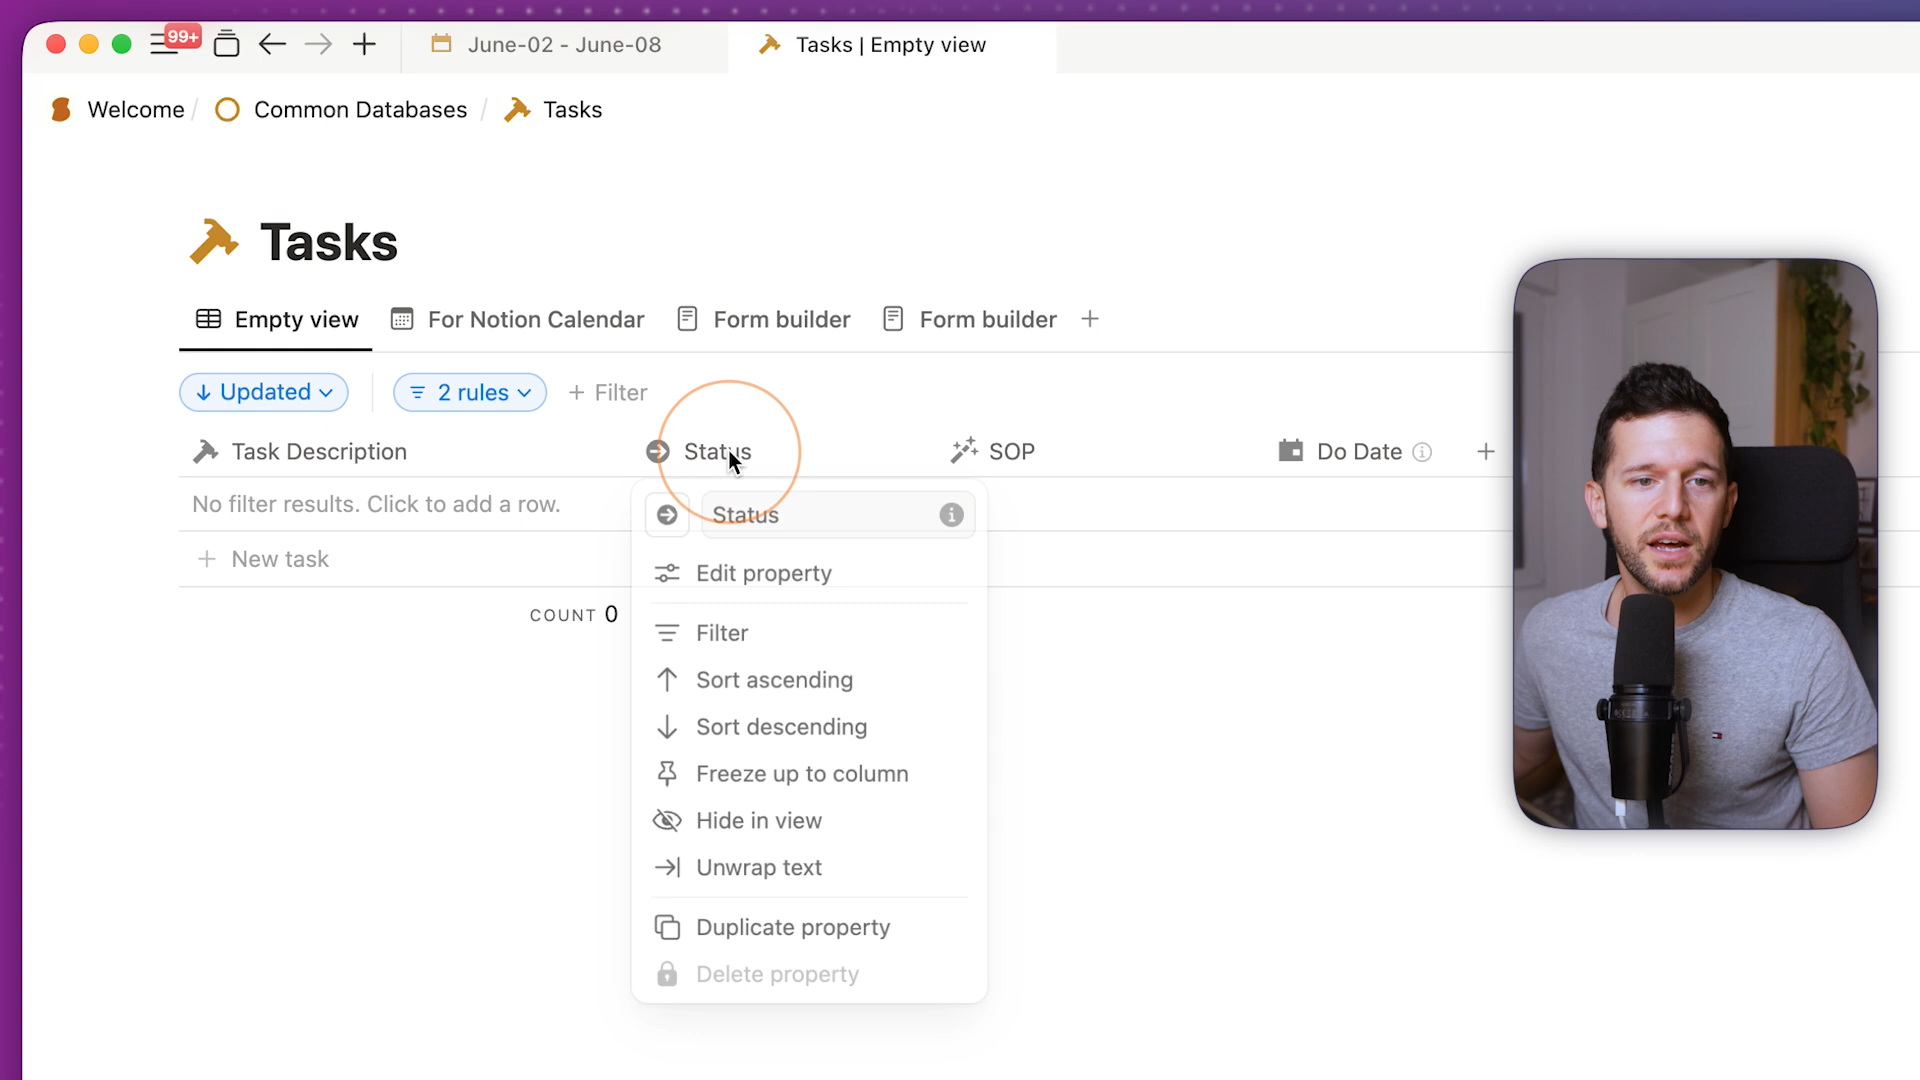 99+
June-02 - June-08
Tasks | Empty view
Welcome / Common Databases / Tasks
Tasks
Empty view
For Notion Calendar
Form builder
Form builder
Updated
2 rules
+ Filter
Task Description
Status
SOP
Do Date
No filter results. Click to add a row.
Status
+ New task
Edit property
COUNT 0
Filter
Sort ascending
Sort descending
Freeze up to column
Hide in view
Unwrap text
Duplicate property
Delete property